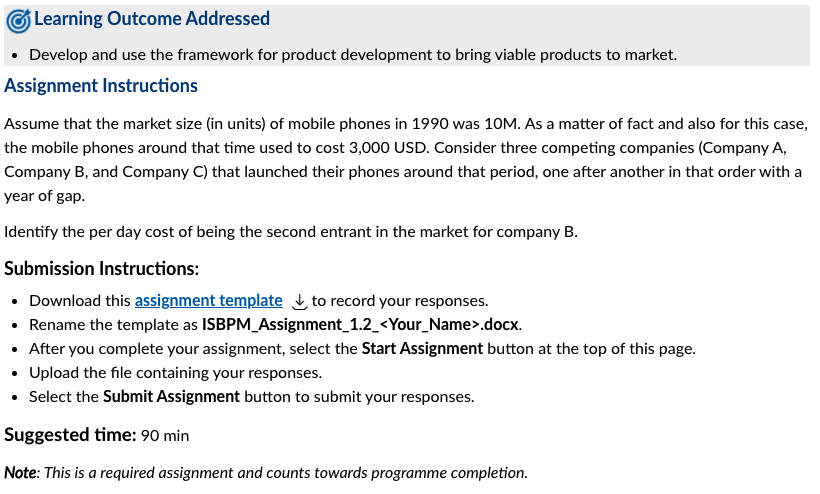 Learning Outcome Addressed
• Develop and use the framework for product development to bring viable products to market.
Assignment Instructions
Assume that the market size (in units) of mobile phones in 1990 was 10M. As a matter of fact and also for this case,
the mobile phones around that time used to cost 3,000 USD. Consider three competing companies (Company A,
Company B, and Company C) that launched their phones around that period, one after another in that order with a
year of gap.
Identify the per day cost of being the second entrant in the market for company B.
Submission Instructions:
• Download this assignment template to record your responses.
• Rename the template as ISBPM_Assignment_1.2_<Your_Name>.docx.
• After you complete your assignment, select the Start Assignment button at the top of this page.
• Upload the file containing your responses.
• Select the Submit Assignment button to submit your responses.
Suggested time: 90 min
Note: This is a required assignment and counts towards programme completion.